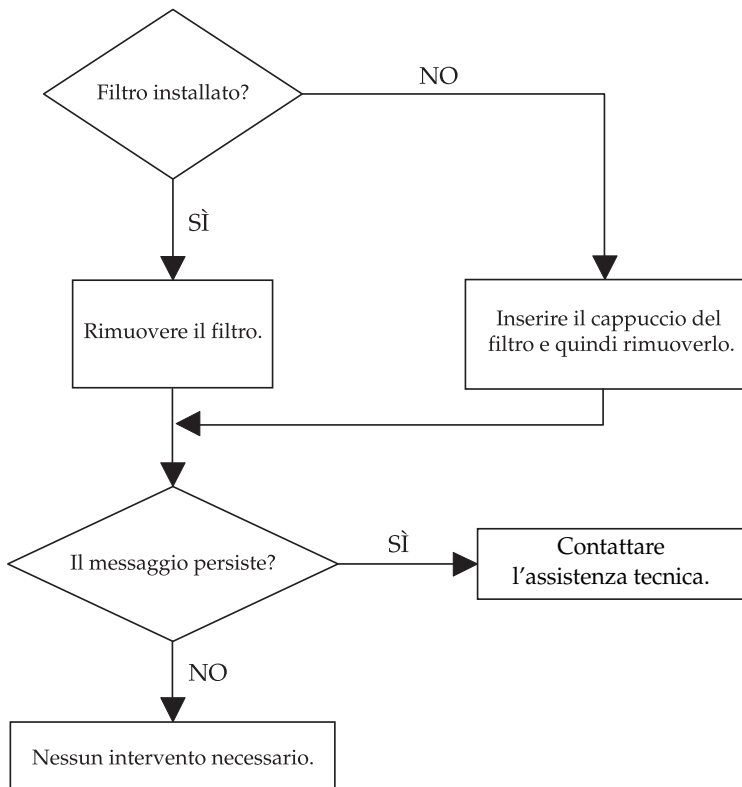 Filtro installato?
NO
SÌ
Rimuovere il filtro.
Inserire il cappuccio del
filtro e quindi rimuoverlo.
Il messaggio persiste?
SÌ
Contattare
l’assistenza tecnica.
NO
Nessun intervento necessario.